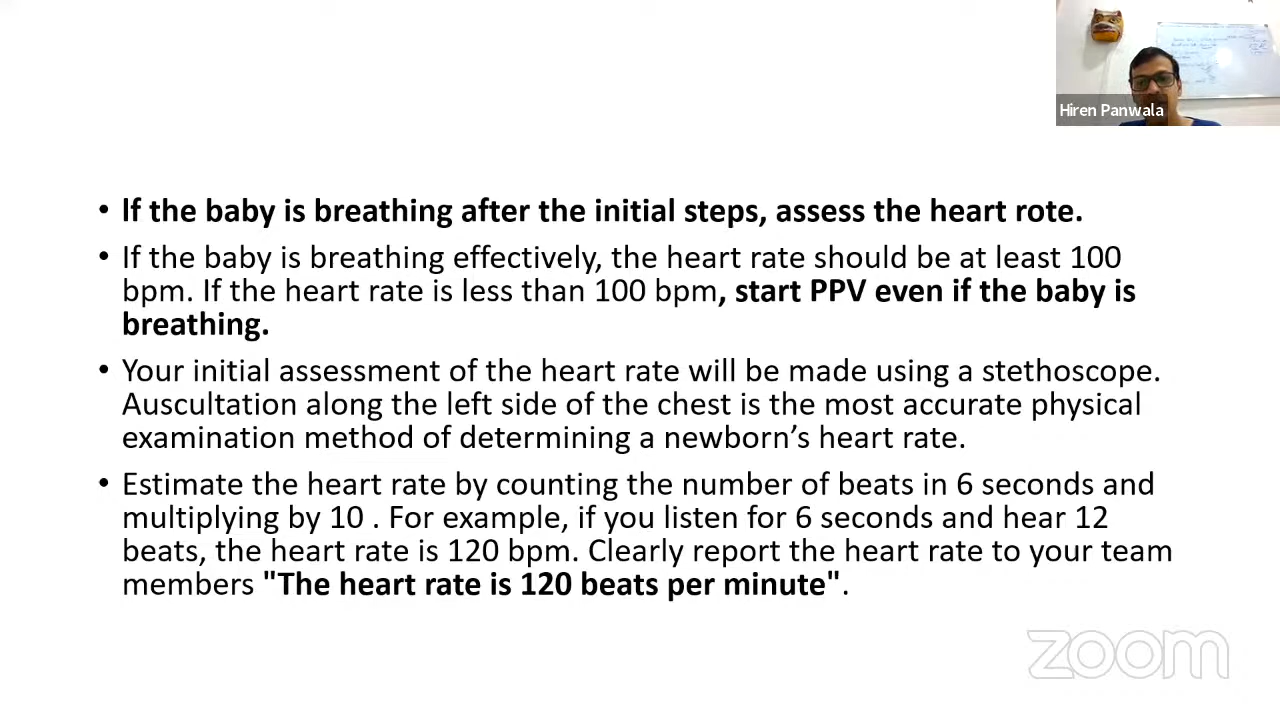 Hiren Panwala
• If the baby is breathing after the initial steps, assess the heart rote.
• If the baby is breathing effectively, the heart rate should be at least 100
bpm. If the heart rate is less than 100 bpm, start PPV even if the baby is
breathing.
• Your initial assessment of the heart rate will be made using a stethoscope.
Auscultation along the left side of the chest is the most accurate physical
examination method of determining a newborn’s heart rate.
• Estimate the heart rate by counting the number of beats in 6 seconds and
multiplying by 10 . For example, if you listen for 6 seconds and hear 12
beats, the heart rate is 120 bpm. Clearly report the heart rate to your team
members "The heart rate is 120 beats per minute".
zoom